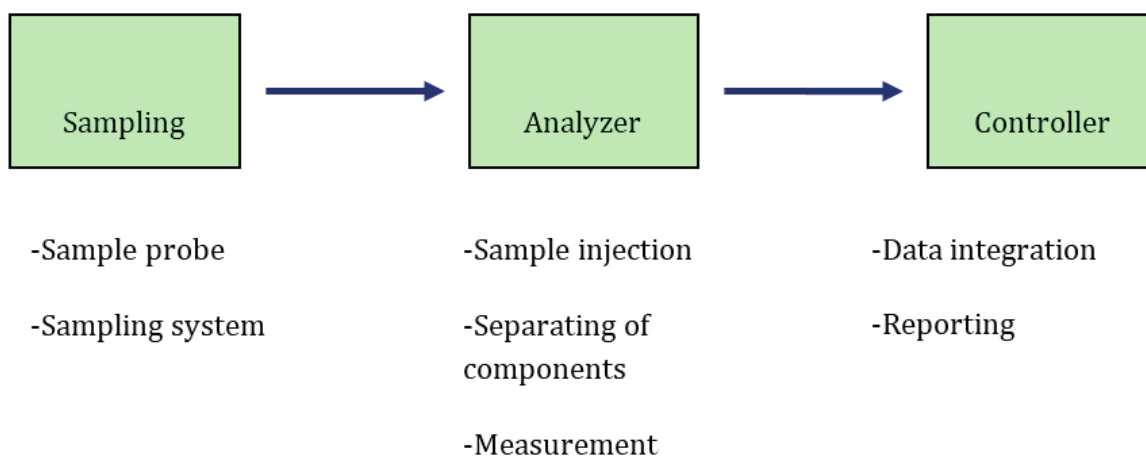 Sampling
Analyzer
Controller
-Sample probe
-Sampling system
-Sample injection
-Separating of
components
-Measurement
-Data integration
-Reporting